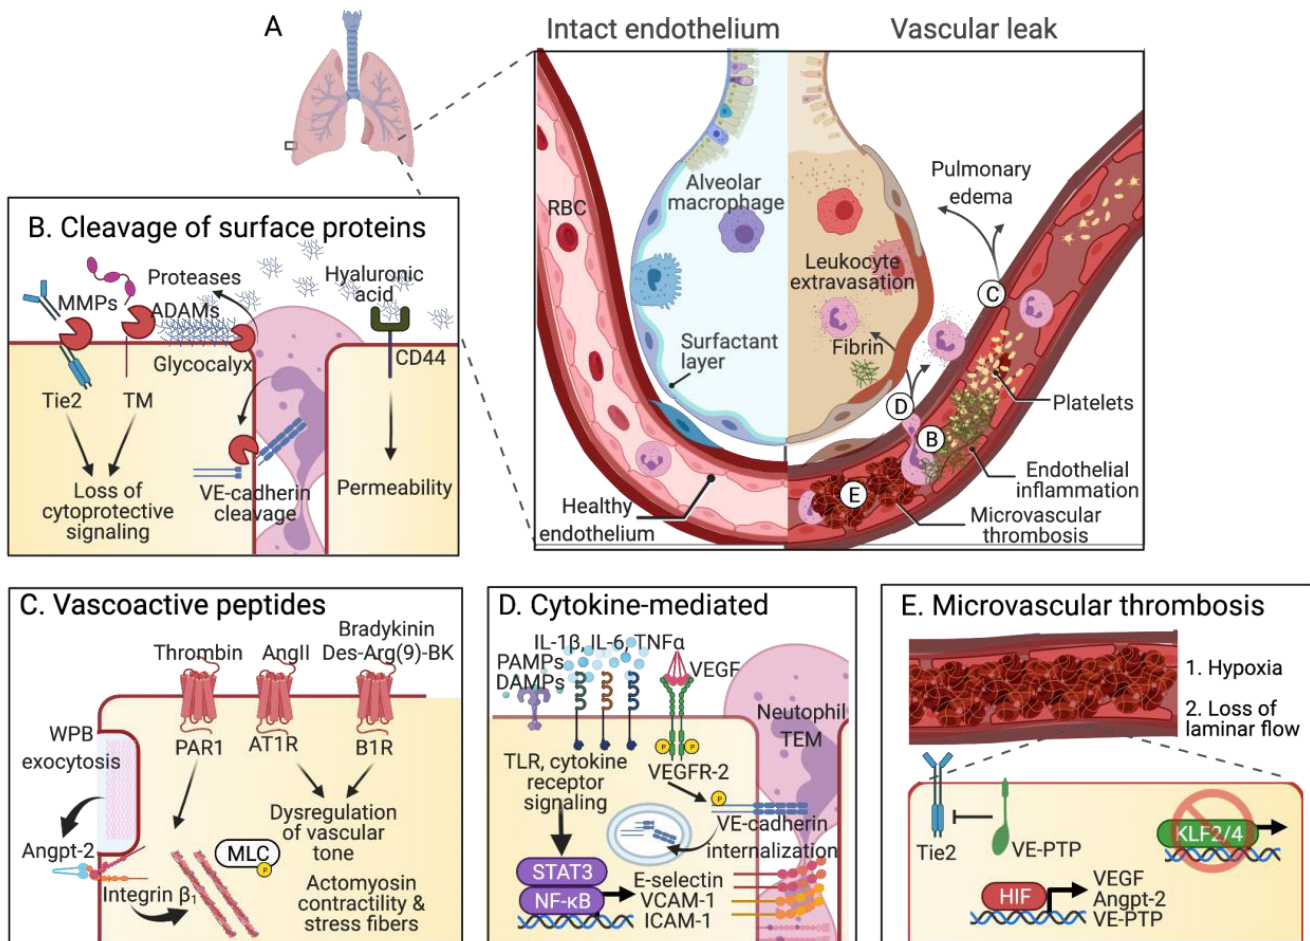 A
Intact endothelium
Vascular leak
RBC
Alveolar
macrophage
Surfactant
layer
Healthy
endothelium
Pulmonary
edema
Leukocyte
extravasation
Fibrin
C
D
B
E
Platelets
Endothelial
inflammation
Microvascular
thrombosis
B. Cleavage of surface proteins
Proteases
MMPs
ADAMs
Hyaluronic
acid
Glycocalyx
CD44
Tie2
TM
VE-cadherin
cleavage
Loss of
cytoprotective
signaling
Permeability
C. Vascoactive peptides
Bradykinin
Thrombin
AngII
Des-Arg(9)-BK
WPB
exocytosis
PAR1
AT1R
B1R
Dysregulation
of vascular
tone
Angpt-2
MLC
P
Integrin β₁
Actomyosin
contractility &
stress fibers
D. Cytokine-mediated
IL-1β, IL-6, TNFα
PAMPs
DAMPs
VEGF
Neutophil
TEM
P
P
TLR, cytokine
receptor
signaling
VEGFR-2
P
VE-cadherin
internalization
STAT3
NF-κB
E-selectin
VCAM-1
ICAM-1
E. Microvascular thrombosis
1. Hypoxia
2. Loss of
laminar flow
Tie2
VE-PTP
KLF2/4
HIF
VEGF
Angpt-2
VE-PTP